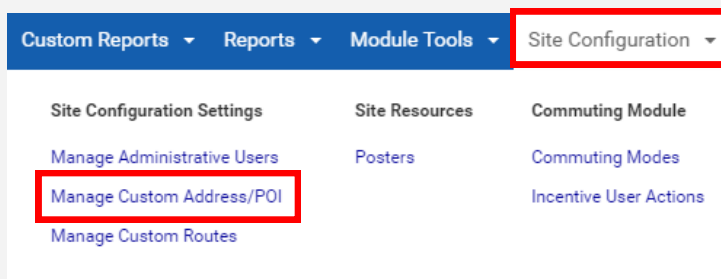 Custom Reports Reports Module Tools Site Configuration
Site Configuration Settings Site Resources Commuting Module
Manage Administrative Users Posters Commuting Modes
Manage Custom Address/POI Incentive User Actions
Manage Custom Routes